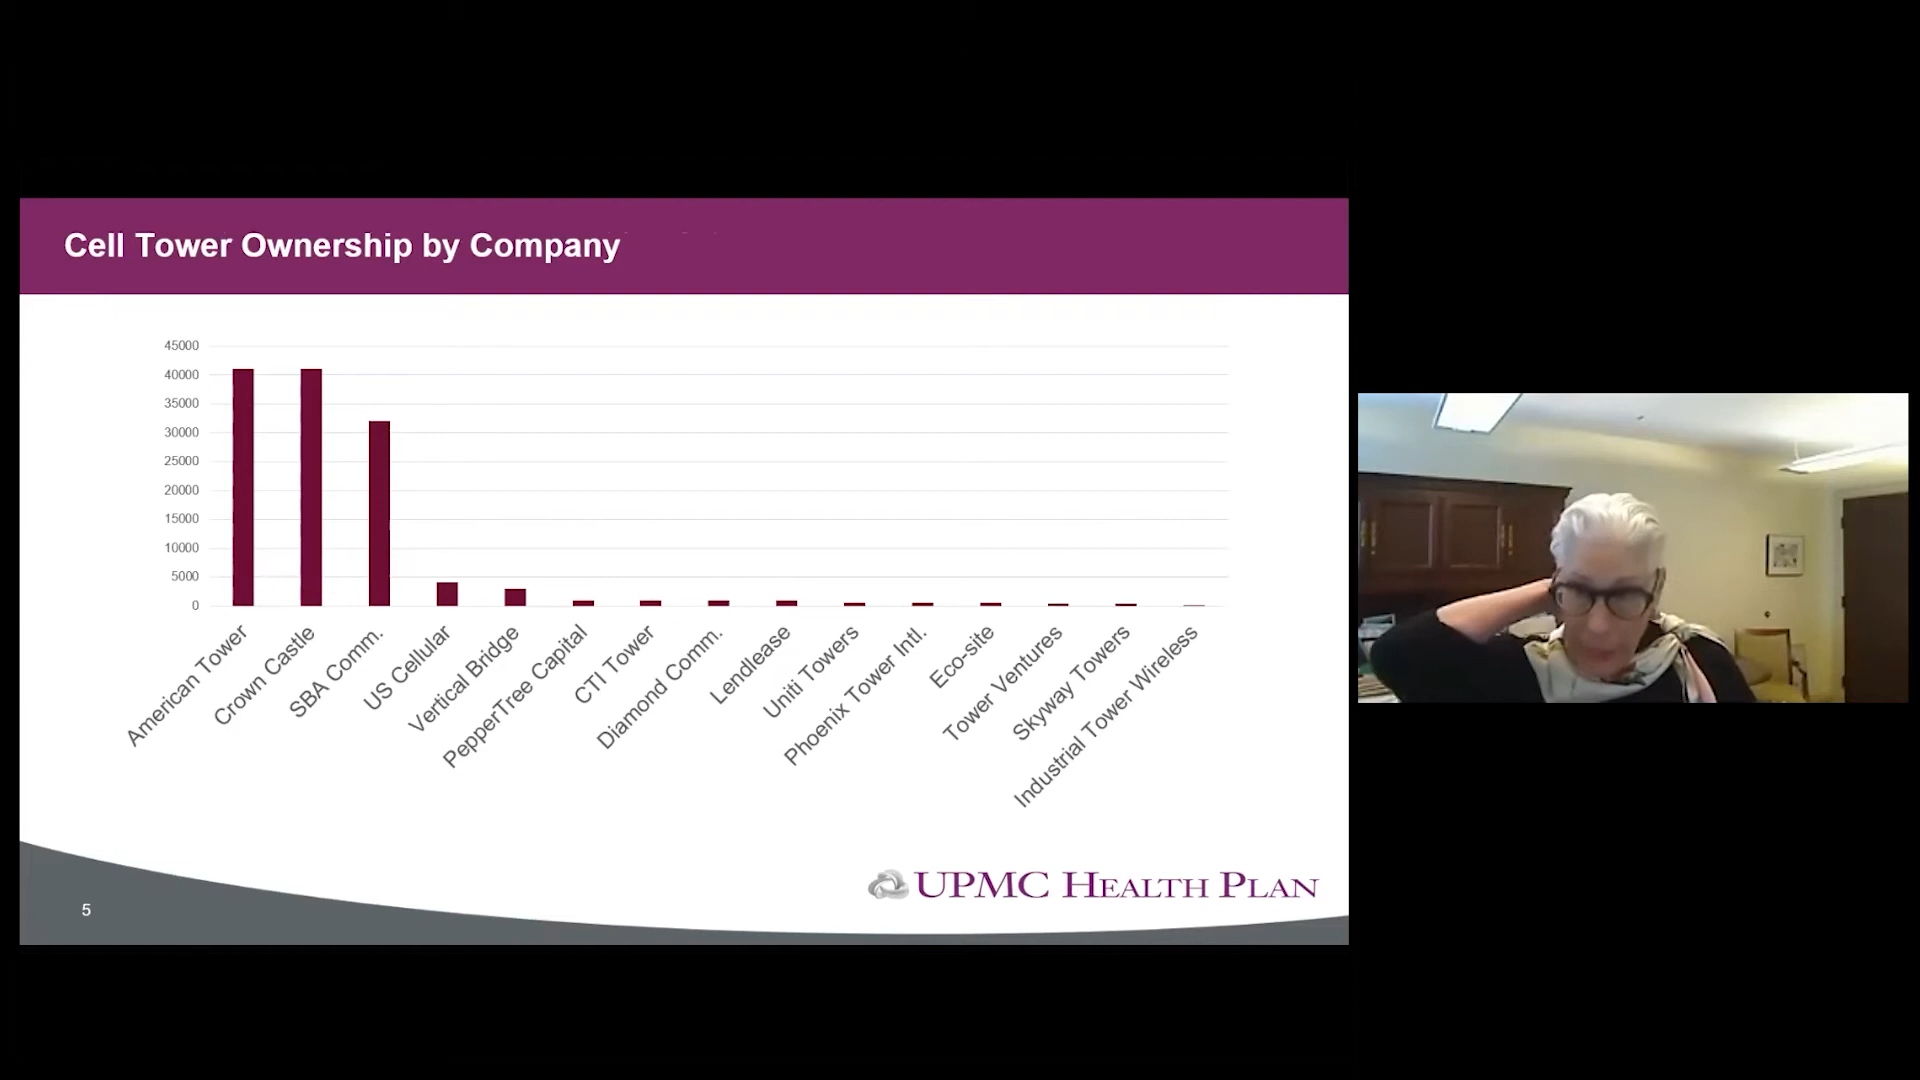 Cell Tower Ownership by Company
45000
40000
35000
30000
25000
20000
15000
10000
5000
0
American Tower
Crown Castle
SBA Comm.
US Cellular
Vertical Bridge
PepperTree Capital
CTI Tower
Diamond Comm.
Lendlease
Uniti Towers
Phoenix Tower Intl.
Eco-site
Tower Ventures
Skyway Towers
Industrial Tower Wireless
UPMC HEALTH PLAN
5